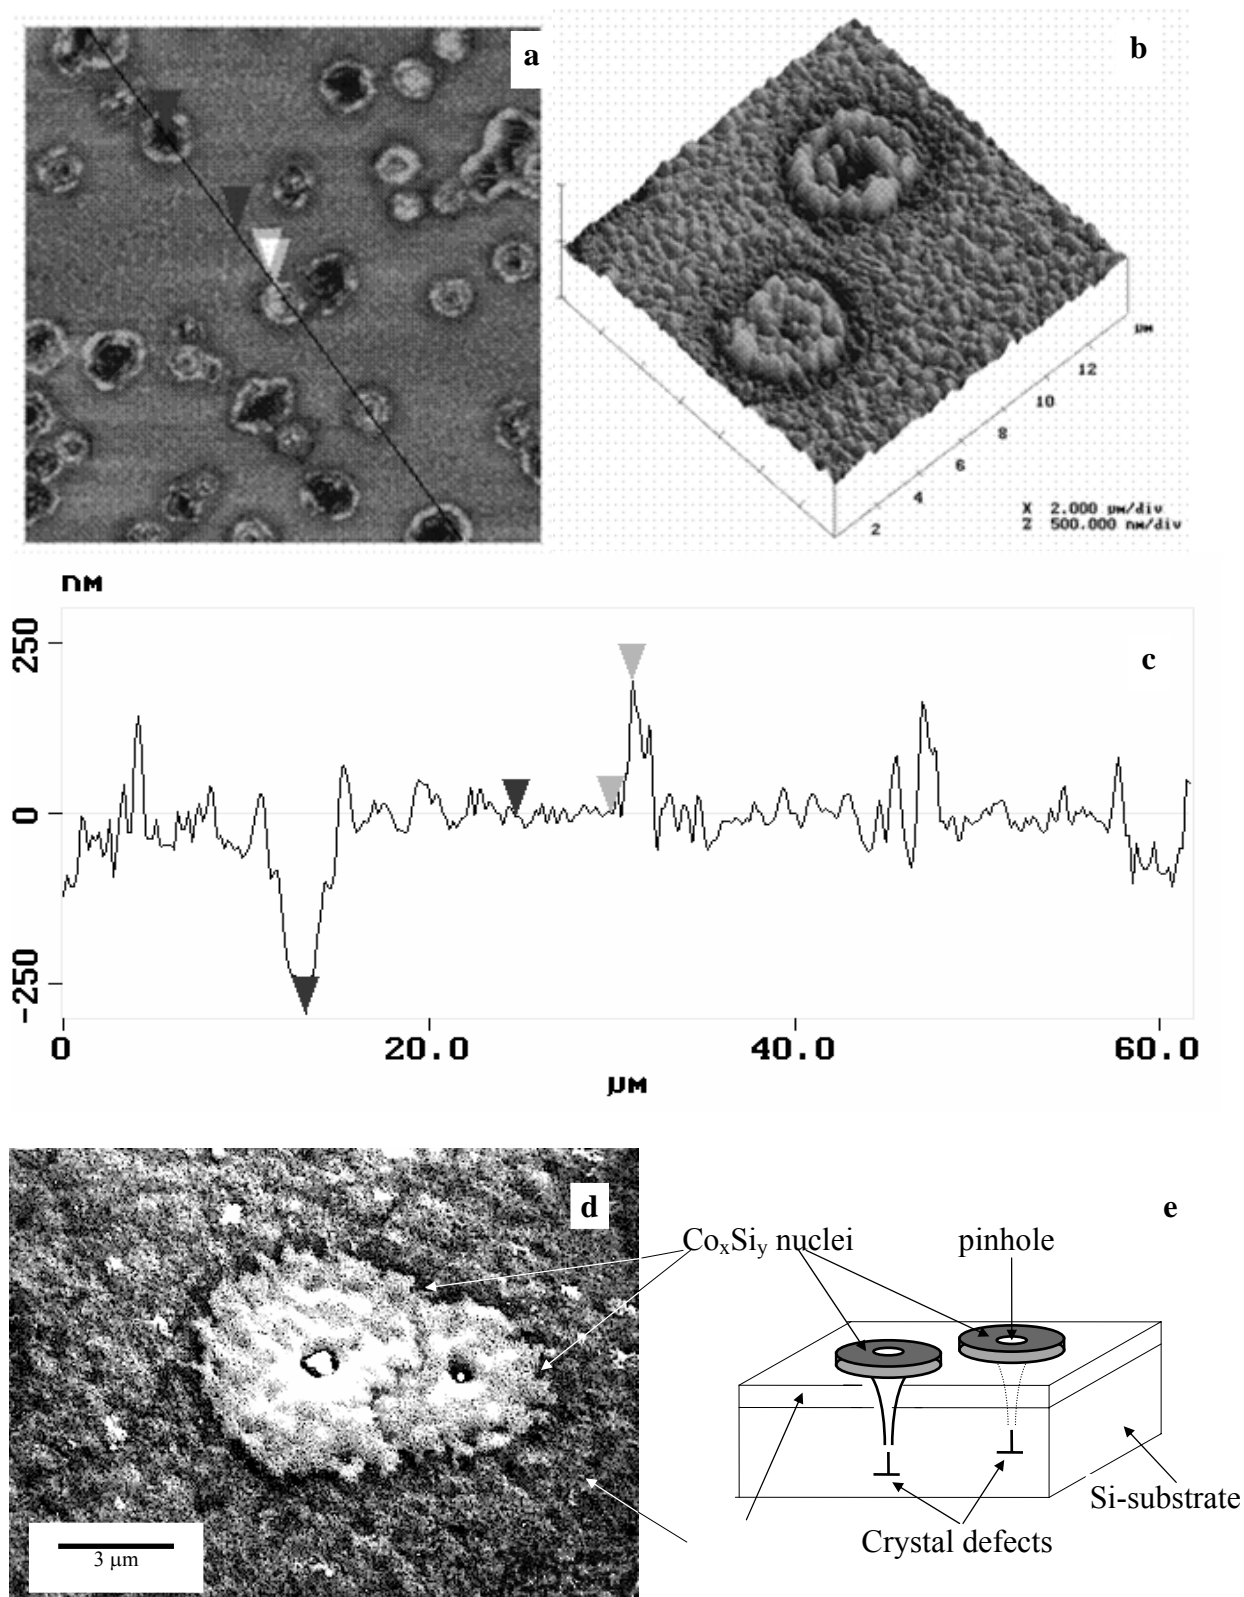 a
b
µm
12
10
8
6
4
2
X 2.000 µm/div
Z 500.000 nm/div
nm
c
250
0
-250
0 20.0 40.0 60.0
µm
d
e
CoxSiy nuclei
pinhole
Si-substrate
Crystal defects
3 µm